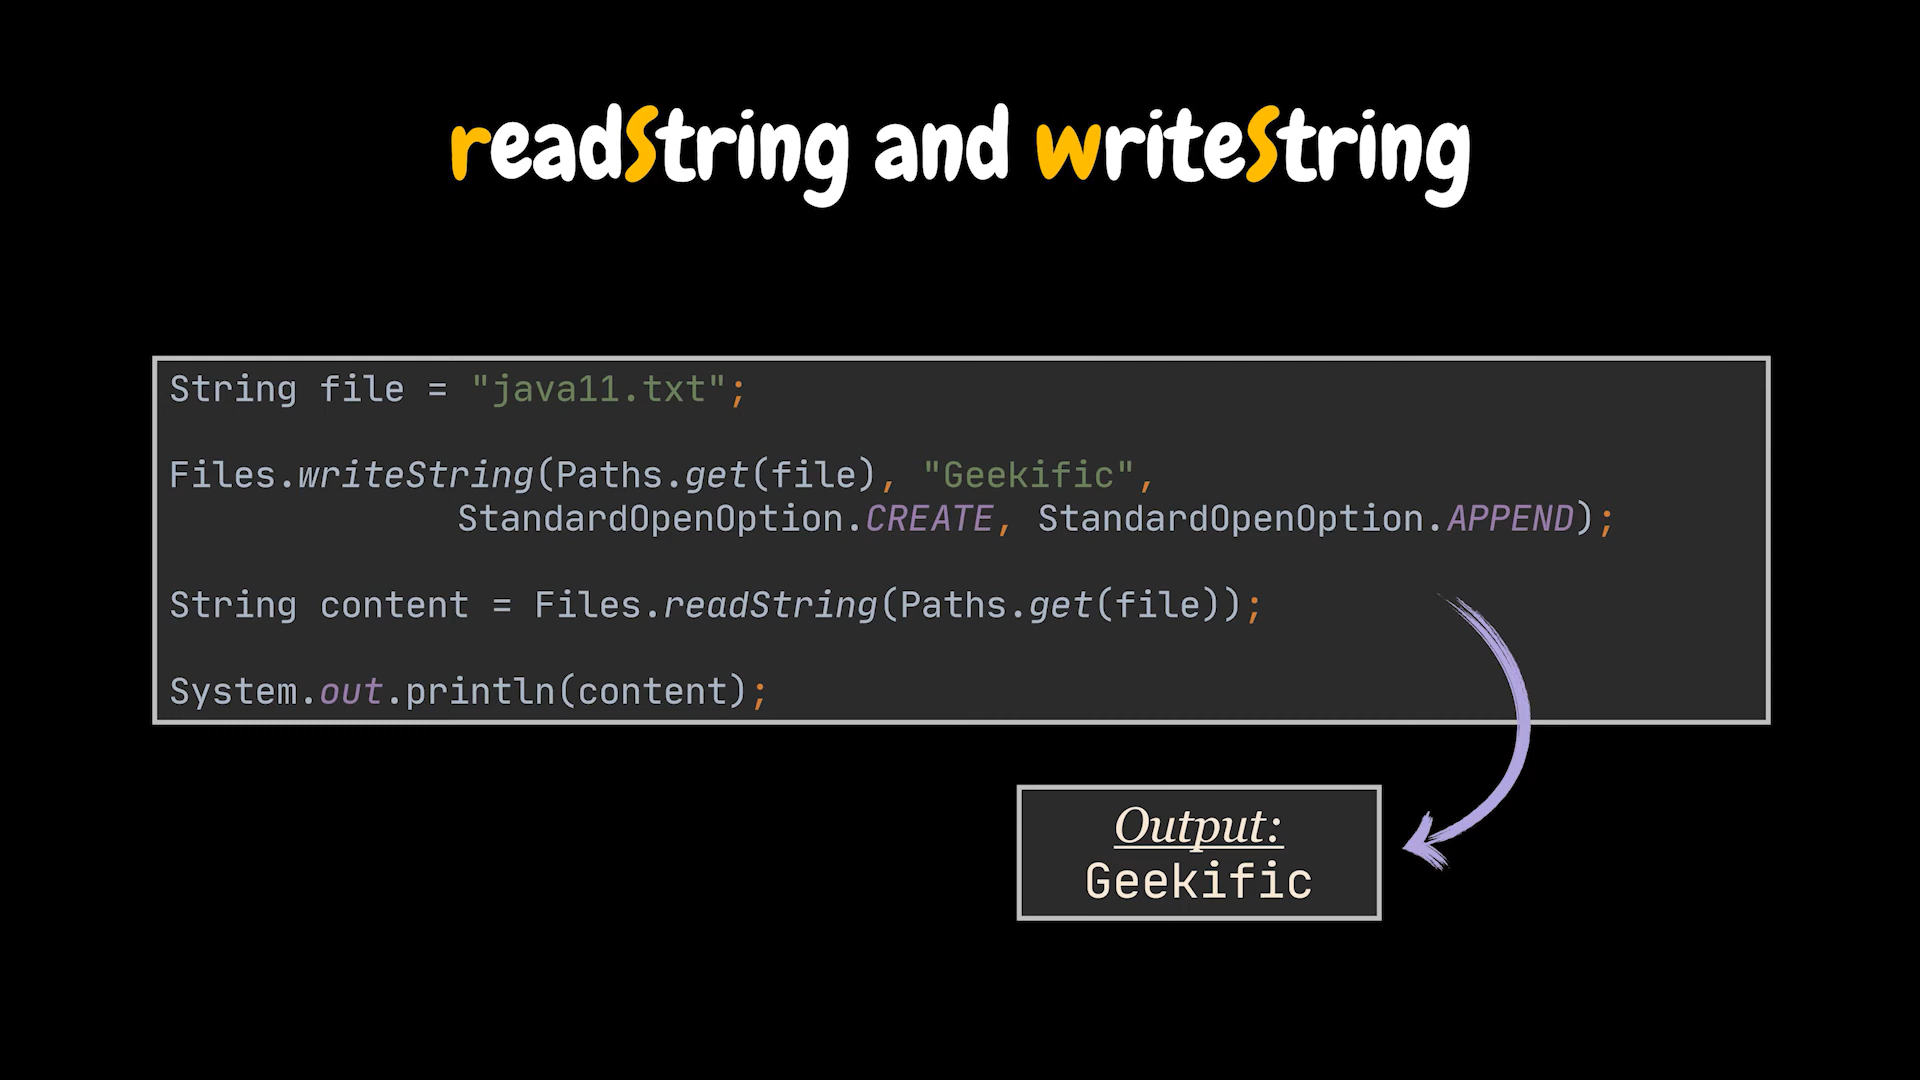 readString and writeString
String file = "java11.txt";
Files.writeString(Paths.get(file), "Geekific",
StandardOpenOption.CREATE, StandardOpenOption.APPEND);
String content = Files.readString(Paths.get(file));
System.out.println(content);
Output:
Geekific